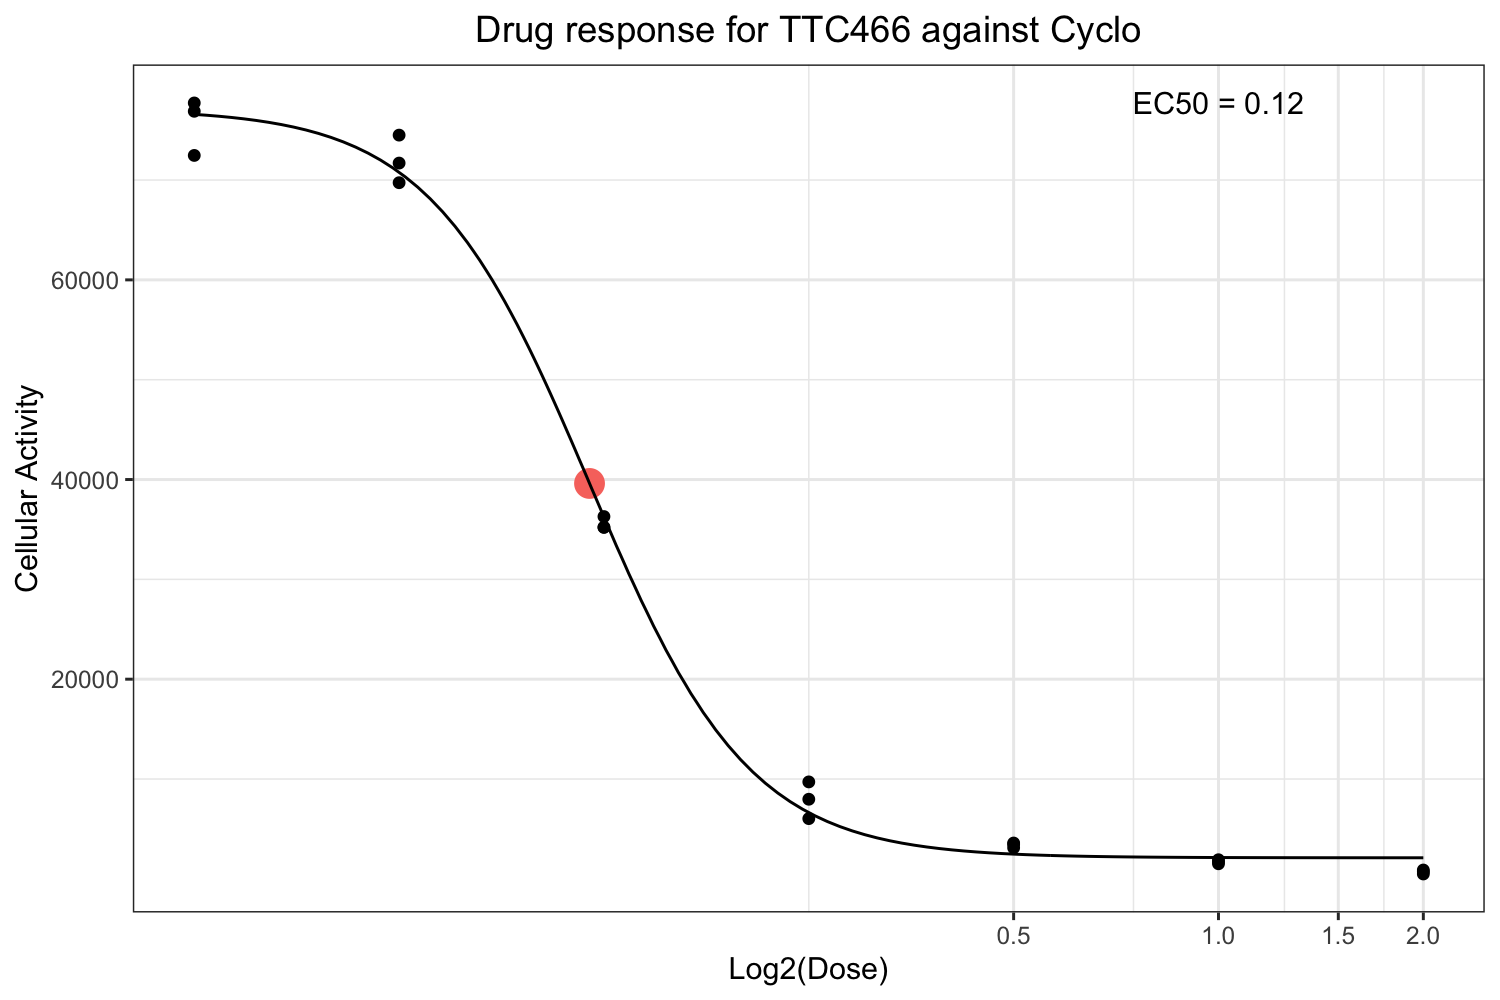 Drug response for TTC466 against Cyclo
EC50 = 0.12
Cellular Activity
60000
40000
20000
0.5 1.0 1.5 2.0
Log2(Dose)